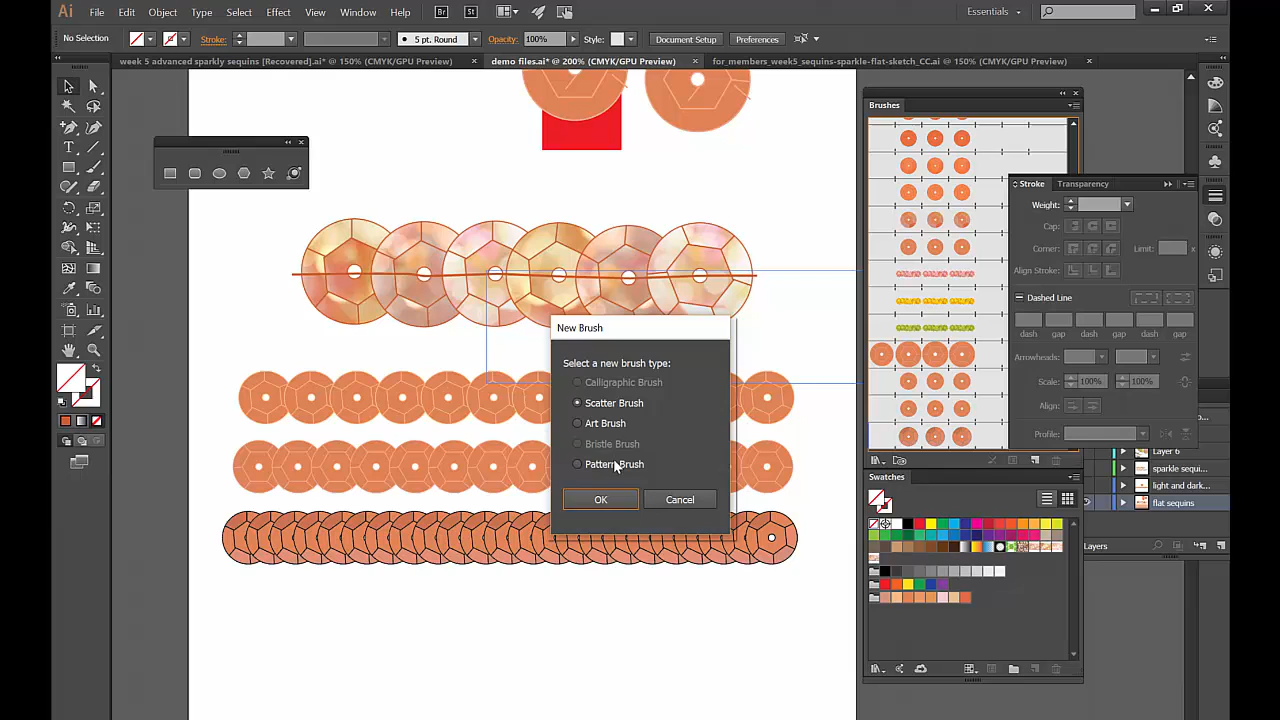 Ai File Edit Object Type Select Effect View Window Help Br St Essentials
No Selection Stroke: 5 pt. Round Opacity: 100% Style: Document Setup Preferences
week 5 advanced sparkly sequins [Recovered].ai* @ 150% (CMYK/GPU Preview) × demo files.ai* @ 200% (CMYK/GPU Preview) × for_members_week5_sequins-sparkle-flat-sketch_CC.ai @ 150% (CMYK/GPU Preview) ×
Brushes
Stroke Transparency
Weight:
Cap:
Corner: Limit: x
Align Stroke:
Dashed Line
dash gap dash gap dash gap
Arrowheads:
Scale: 100% 100%
Align:
Profile:
New Brush
Select a new brush type:
Calligraphic Brush
Scatter Brush
Art Brush
Bristle Brush
Pattern Brush
OK Cancel
Layer 6
sparkle sequi...
light and dark...
flat sequins
Swatches
Layers